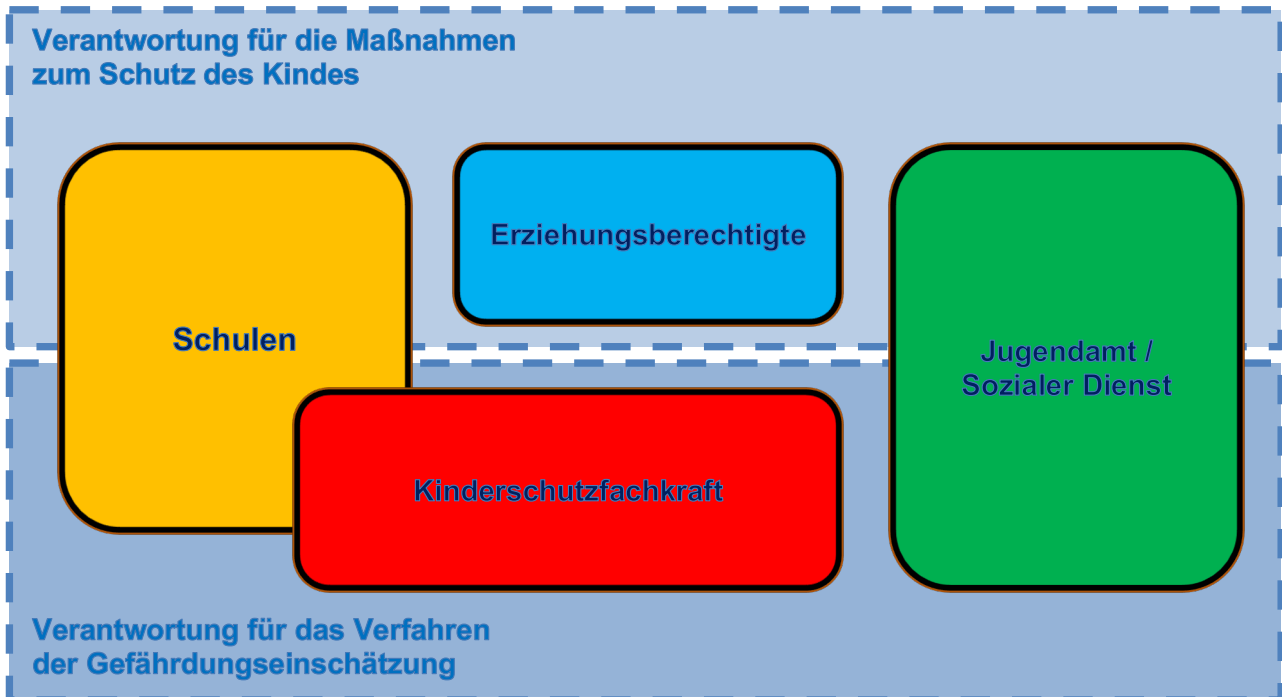 Verantwortung für die Maßnahmen
zum Schutz des Kindes
Erziehungsberechtigte
Schulen
Jugendamt /
Sozialer Dienst
Kinderschutzfachkraft
Verantwortung für das Verfahren
der Gefährdungseinschätzung